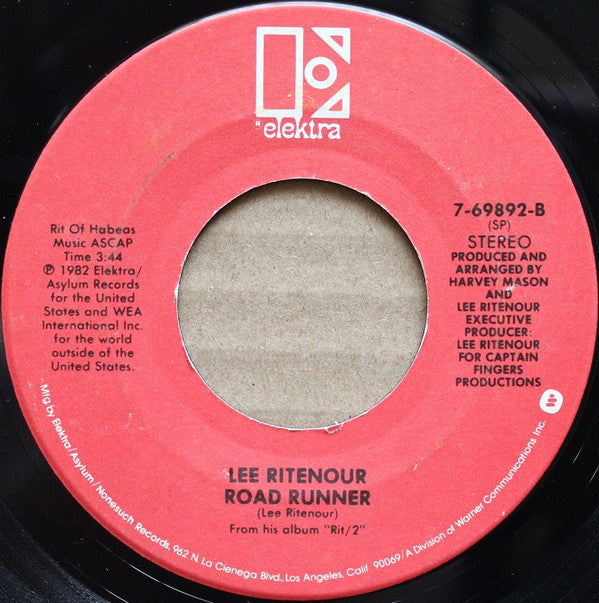 ® elektra
Rit Of Habeas
Music ASCAP
Time 3:44
℗ 1982 Elektra/
Asylum Records
for the United
States and WEA
International Inc.
for the world
outside of the
United States.
7-69892-B
(SP)
STEREO
PRODUCED AND
ARRANGED BY
HARVEY MASON
AND
LEE RITENOUR
EXECUTIVE
PRODUCER:
LEE RITENOUR
FOR CAPTAIN
FINGERS
PRODUCTIONS
LEE RITENOUR
ROAD RUNNER
(Lee Ritenour)
From his album "Rit/2"
Mfg. by Elektra/Asylum/Nonesuch Records, 962 N. La Cienega Blvd., Los Angeles, Calif. 90069/A Division of Warner Communications Inc.